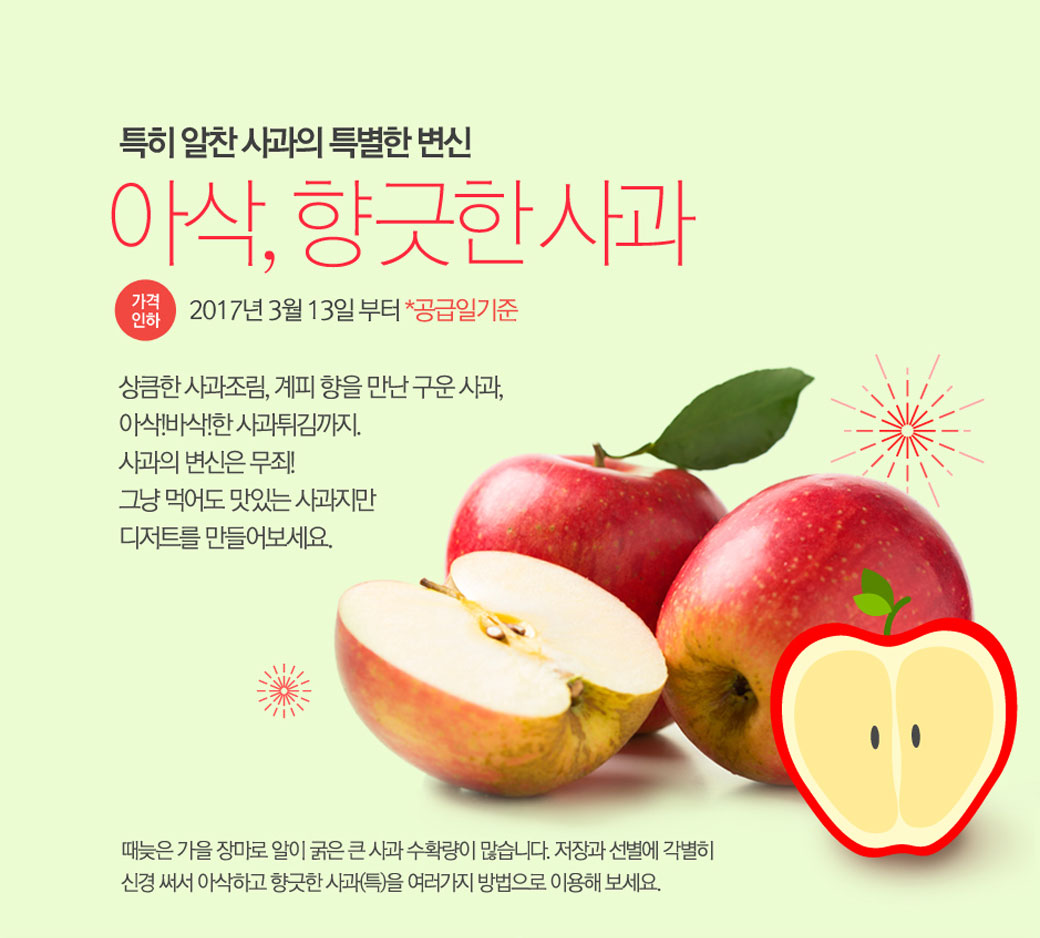 특히 알찬 사과의 특별한 변신
아삭, 향긋한 사과
가격
인하
2017년 3월 13일 부터 *공급일기준
상큼한 사과조림, 계피 향을 만난 구운 사과,
아삭!바삭!한 사과튀김까지.
사과의 변신은 무죄!
그냥 먹어도 맛있는 사과지만
디저트를 만들어보세요.
때늦은 가을 장마로 알이 굵은 큰 사과 수확량이 많습니다. 저장과 선별에 각별히
신경 써서 아삭하고 향긋한 사과(특)을 여러가지 방법으로 이용해 보세요.